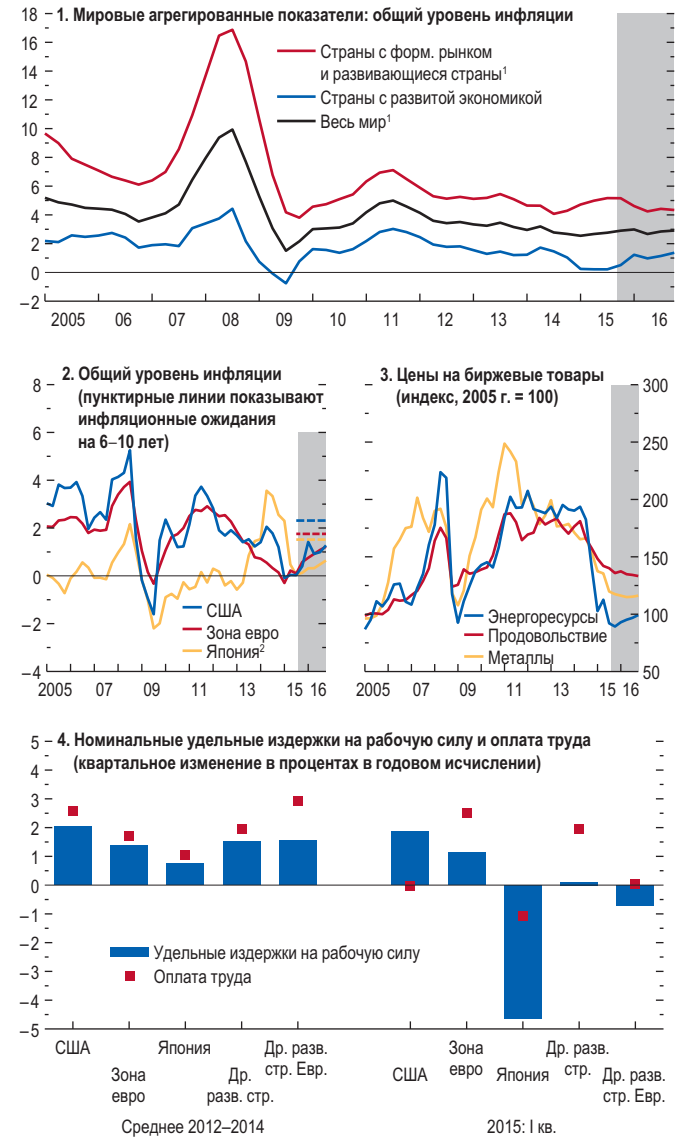 1. Мировые агрегированные показатели: общий уровень инфляции
18
16
14
12
10
8
6
4
2
0
–2
Страны с форм. рынком
и развивающиеся страны¹
Страны с развитой экономикой
Весь мир¹
2005 06 07 08 09 10 11 12 13 14 15 16
2. Общий уровень инфляции
(пунктирные линии показывают
инфляционные ожидания
на 6–10 лет)
8
6
4
2
0
–2
–4
США
Зона евро
Япония²
2005 07 09 11 13 15 16
3. Цены на биржевые товары
(индекс, 2005 г. = 100)
300
250
200
150
100
50
Энергоресурсы
Продовольствие
Металлы
2005 07 09 11 13 15 16
4. Номинальные удельные издержки на рабочую силу и оплата труда
(квартальное изменение в процентах в годовом исчислении)
5
4
3
2
1
0
–1
–2
–3
–4
–5
Удельные издержки на рабочую силу
Оплата труда
США
Зона
евро
Япония
Др.
разв. стр.
Др. разв.
стр. Евр.
США
Зона
евро
Япония
Др. разв.
стр.
Др. разв.
стр. Евр.
Среднее 2012–2014
2015: I кв.